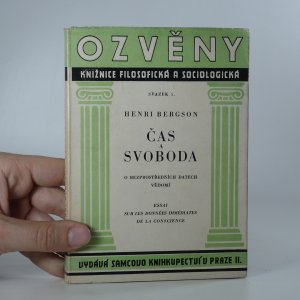 OZVĚNY
KNIŽNICE FILOSOFICKÁ A SOCIOLOGICKÁ
SVAZEK 1.
HENRI BERGSON
ČAS
A
SVOBODA
O BEZPROSTŘEDNÍCH DATECH
VĚDOMÍ
ESSAI
SUR LES DONNÉES IMMÉDIATES
DE LA CONSCIENCE
VYDÁVÁ SAMCOVO KNIHKUPECTVÍ V PRAZE II.